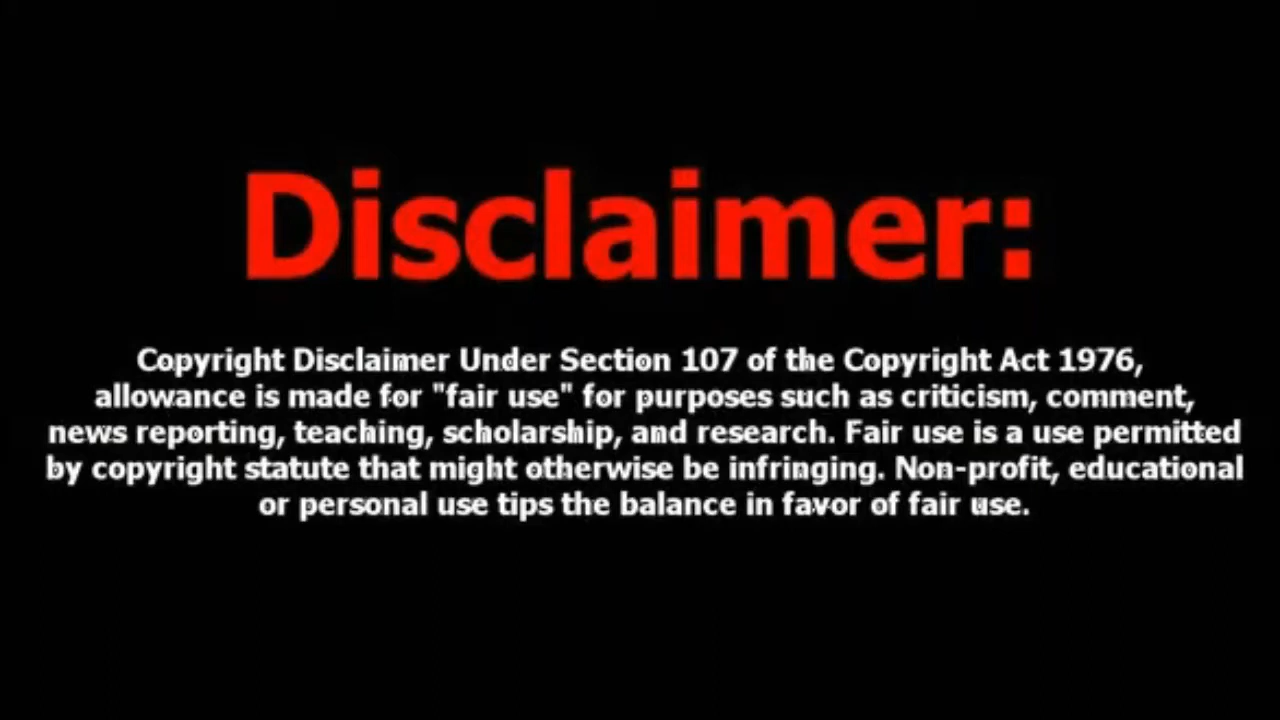 Disclaimer:
Copyright Disclaimer Under Section 107 of the Copyright Act 1976,
allowance is made for "fair use" for purposes such as criticism, comment,
news reporting, teaching, scholarship, and research. Fair use is a use permitted
by copyright statute that might otherwise be infringing. Non-profit, educational
or personal use tips the balance in favor of fair use.